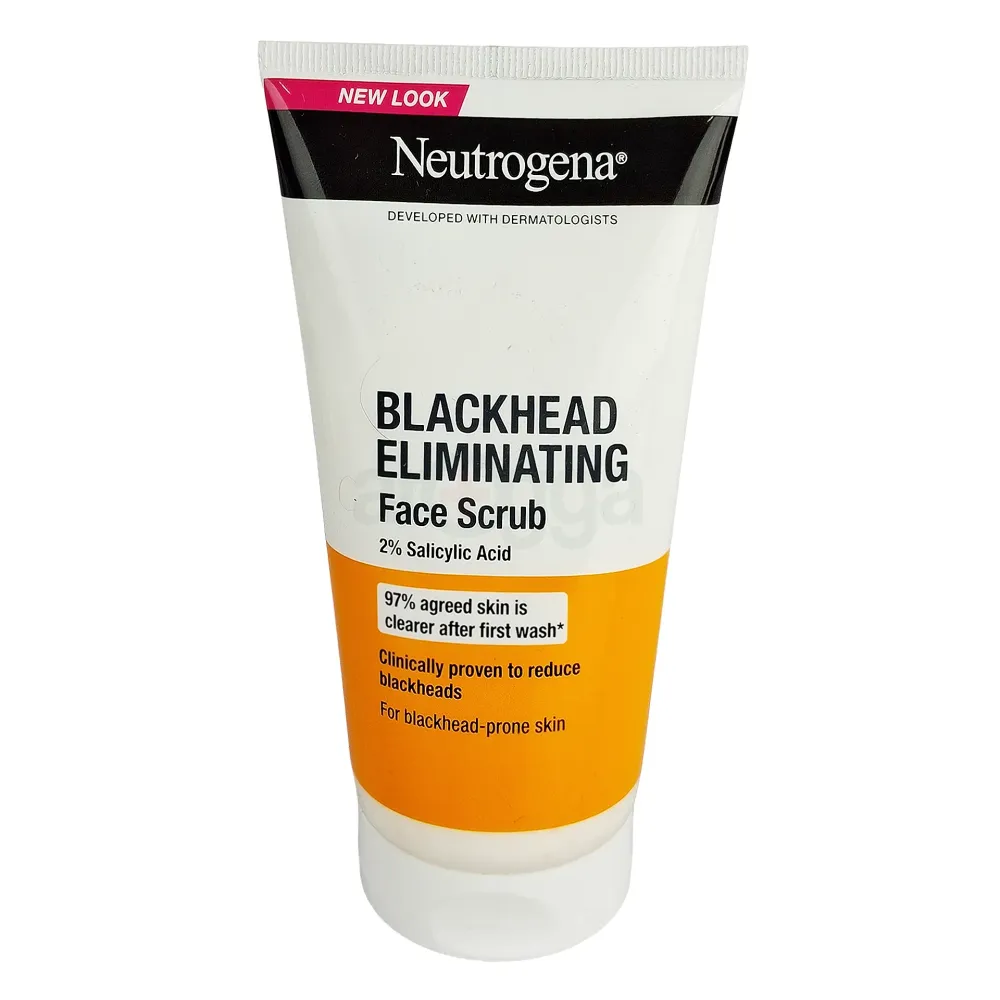 NEW LOOK
Neutrogena®
DEVELOPED WITH DERMATOLOGISTS
BLACKHEAD
ELIMINATING
Face Scrub
2% Salicylic Acid
97% agreed skin is
clearer after first wash*
Clinically proven to reduce
blackheads
For blackhead-prone skin